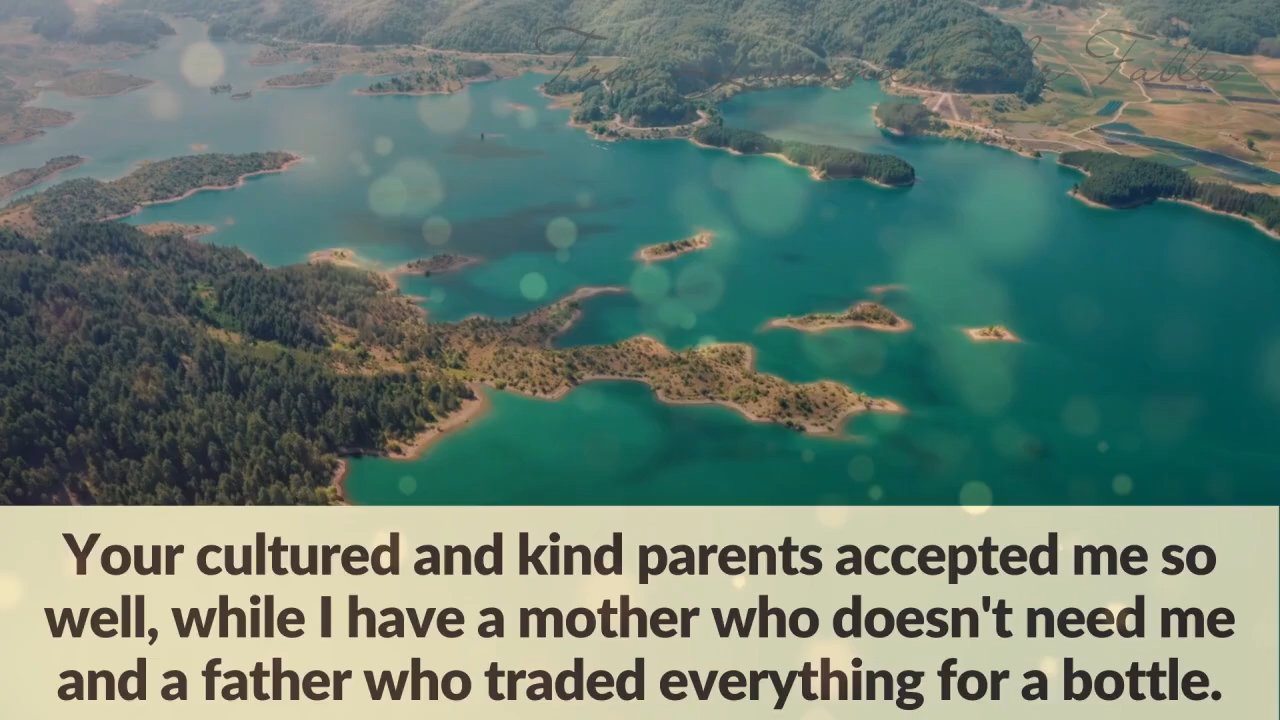 Fables
Your cultured and kind parents accepted me so
well, while I have a mother who doesn't need me
and a father who traded everything for a bottle.